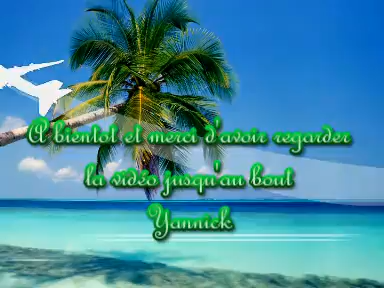 A bientot et merci d'avoir regarder
la vidéo jusqu'au bout
Yannick